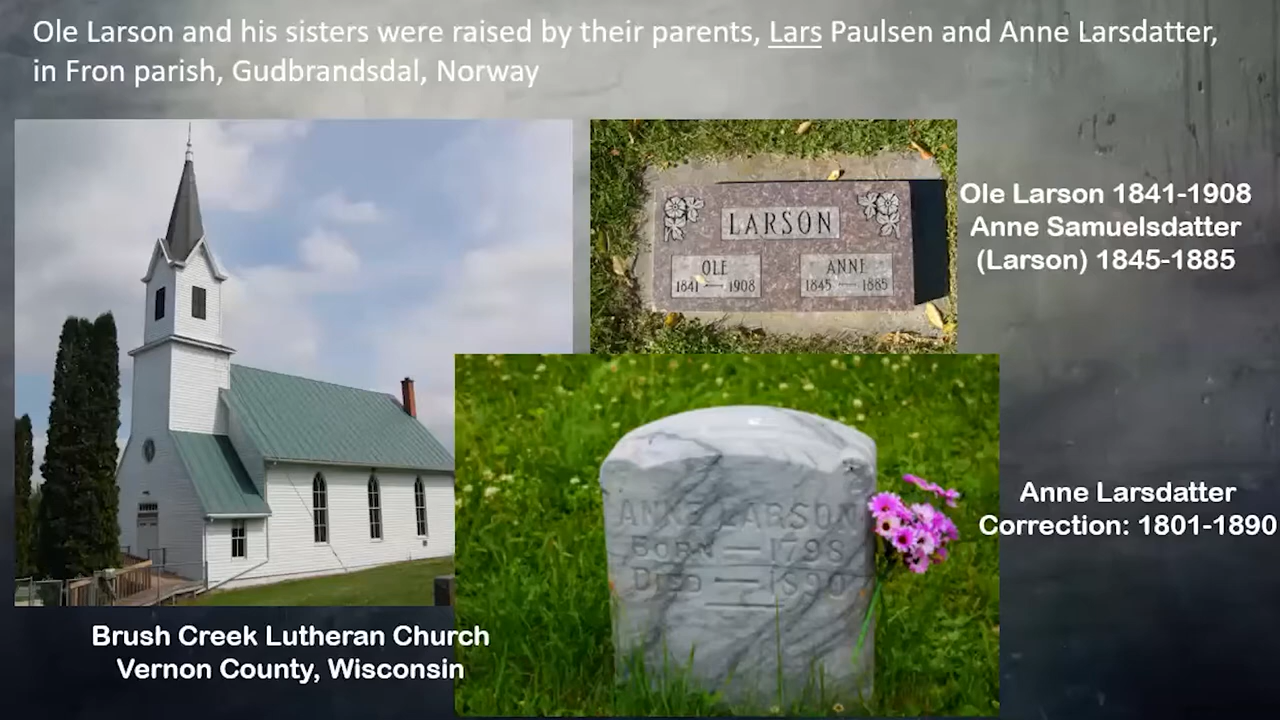 Ole Larson and his sisters were raised by their parents, Lars Paulsen and Anne Larsdatter,
in Fron parish, Gudbrandsdal, Norway
LARSON
OLE
1841 — 1908
ANNE
1845 — 1885
Ole Larson 1841-1908
Anne Samuelsdatter
(Larson) 1845-1885
ANNE LARSON
BORN — 1798
DIED — 1890
Anne Larsdatter
Correction: 1801-1890
Brush Creek Lutheran Church
Vernon County, Wisconsin